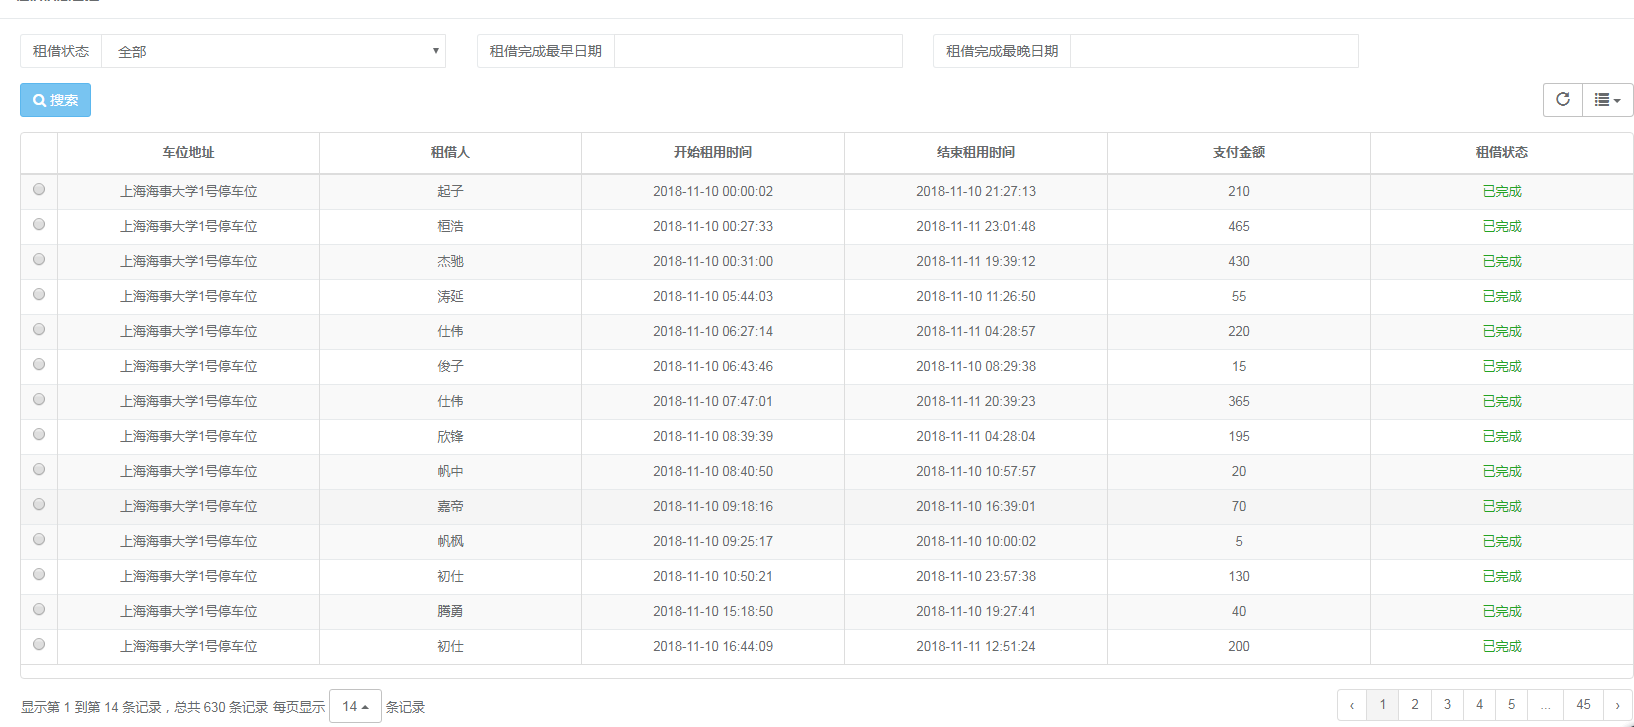 租借状态 全部 租借完成最早日期 租借完成最晚日期
搜索
车位地址 租借人 开始租用时间 结束租用时间 支付金额 租借状态
上海海事大学1号停车位 起子 2018-11-10 00:00:02 2018-11-10 21:27:13 210 已完成
上海海事大学1号停车位 桓浩 2018-11-10 00:27:33 2018-11-11 23:01:48 465 已完成
上海海事大学1号停车位 杰驰 2018-11-10 00:31:00 2018-11-11 19:39:12 430 已完成
上海海事大学1号停车位 涛延 2018-11-10 05:44:03 2018-11-10 11:26:50 55 已完成
上海海事大学1号停车位 仕伟 2018-11-10 06:27:14 2018-11-11 04:28:57 220 已完成
上海海事大学1号停车位 俊子 2018-11-10 06:43:46 2018-11-10 08:29:38 15 已完成
上海海事大学1号停车位 仕伟 2018-11-10 07:47:01 2018-11-11 20:39:23 365 已完成
上海海事大学1号停车位 欣锋 2018-11-10 08:39:39 2018-11-11 04:28:04 195 已完成
上海海事大学1号停车位 帆中 2018-11-10 08:40:50 2018-11-10 10:57:57 20 已完成
上海海事大学1号停车位 嘉帝 2018-11-10 09:18:16 2018-11-10 16:39:01 70 已完成
上海海事大学1号停车位 帆枫 2018-11-10 09:25:17 2018-11-10 10:00:02 5 已完成
上海海事大学1号停车位 初仕 2018-11-10 10:50:21 2018-11-10 23:57:38 130 已完成
上海海事大学1号停车位 腾勇 2018-11-10 15:18:50 2018-11-10 19:27:41 40 已完成
上海海事大学1号停车位 初仕 2018-11-10 16:44:09 2018-11-11 12:51:24 200 已完成
显示第 1 到第 14 条记录，总共 630 条记录 每页显示 14 条记录 ‹ 1 2 3 4 5 ... 45 ›